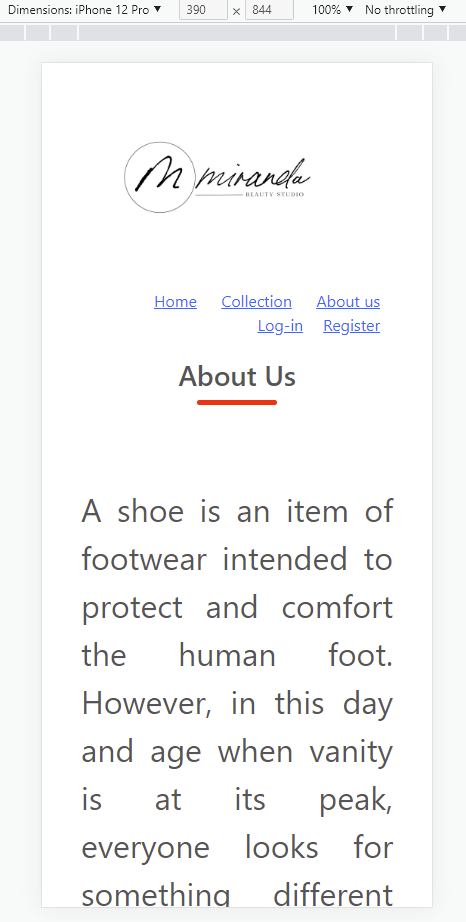 Dimensions: iPhone 12 Pro ▼ 390 × 844 100% ▼ No throttling ▼
M miranda
BEAUTY STUDIO
Home Collection About us
Log-in Register
About Us
A shoe is an item of
footwear intended to
protect and comfort
the human foot.
However, in this day
and age when vanity
is at its peak,
everyone looks for
something different